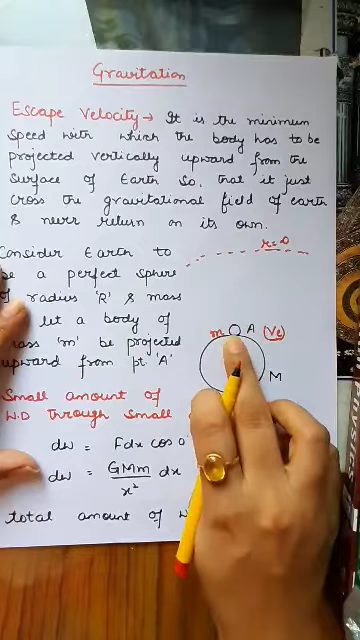 Gravitation
Escape Velocity → It is the minimum
speed with which the body has to be
projected vertically upward from the
surface of Earth so, that it just
cross the gravitational field of earth
& never return on its own.
Consider Earth to
be a perfect sphere
of radius 'R' & mass
let a body of
mass 'm' be projected
upward from pt. 'A'
m A Ve
M
Small amount of
W.D through small
dw = Fdx cos 0
dw = GMm/x² dx
total amount of W